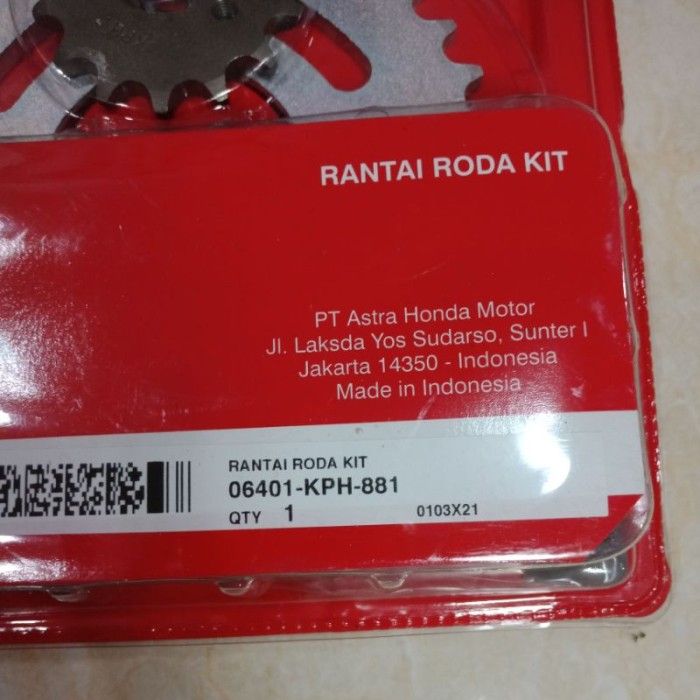 RANTAI RODA KIT
PT Astra Honda Motor
Jl. Laksda Yos Sudarso, Sunter I
Jakarta 14350 - Indonesia
Made in Indonesia
RANTAI RODA KIT
06401-KPH-881
QTY 1 0103X21